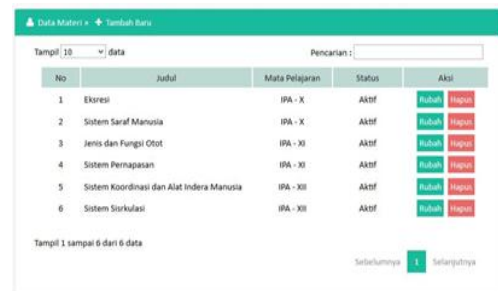 Data Materi » + Tambah Baru
Tampil 10 data Pencarian :
No Judul Mata Pelajaran Status Aksi
1 Eksresi IPA - X Aktif Rubah Hapus
2 Sistem Saraf Manusia IPA - X Aktif Rubah Hapus
3 Jenis dan Fungsi Otot IPA - XI Aktif Rubah Hapus
4 Sistem Pernapasan IPA - XI Aktif Rubah Hapus
5 Sistem Koordinasi dan Alat Indera Manusia IPA - XII Aktif Rubah Hapus
6 Sistem Sisrkulasi IPA - XII Aktif Rubah Hapus
Tampil 1 sampai 6 dari 6 data
Sebelumnya 1 Selanjutnya